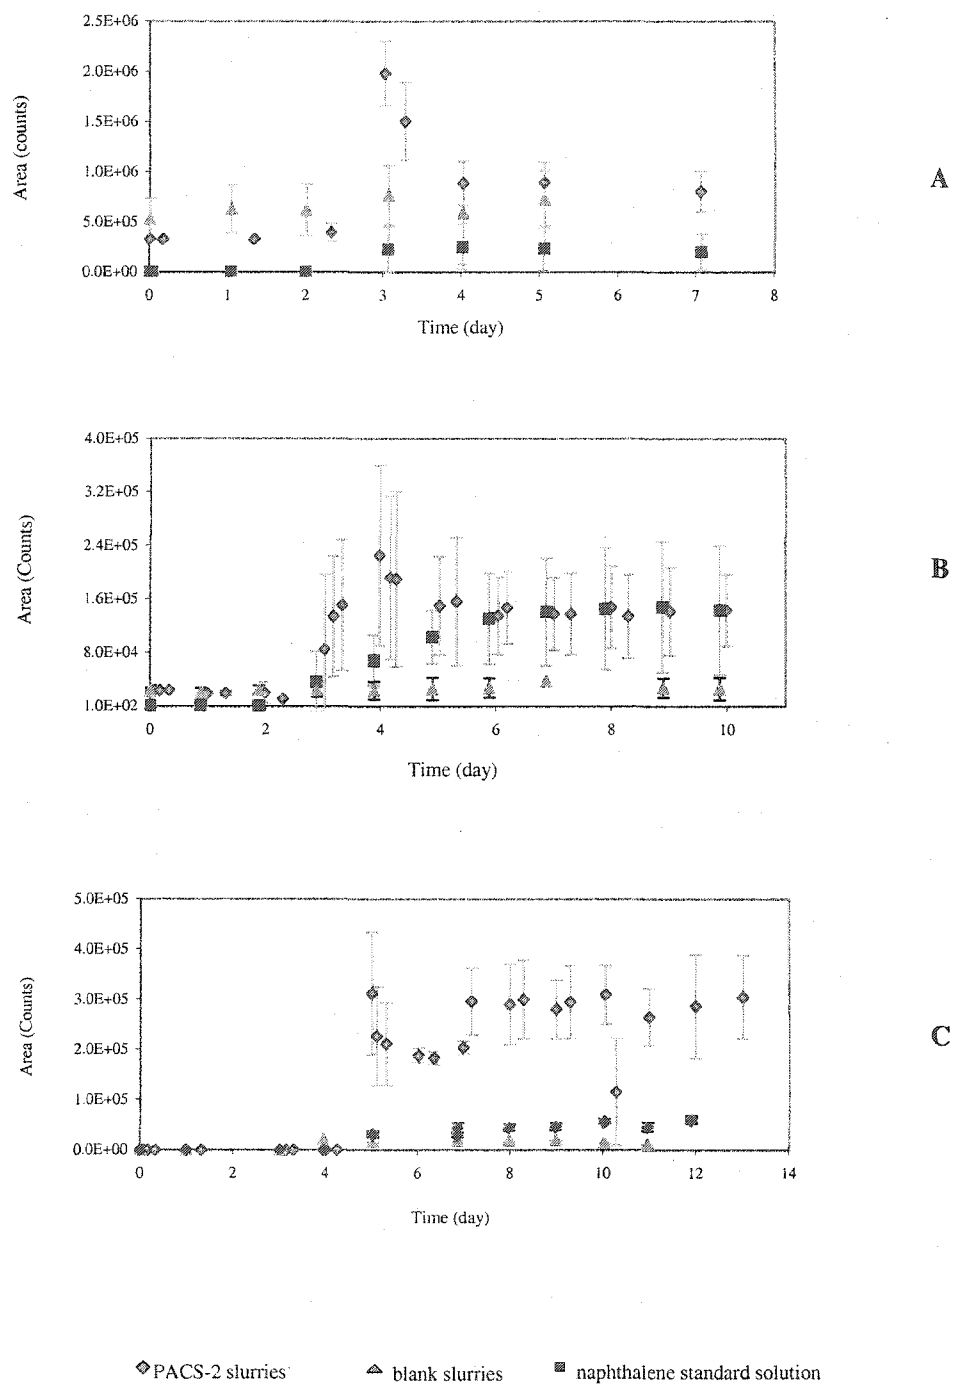 2.5E+06
2.0E+06
1.5E+06
1.0E+06
5.0E+05
0.0E+00
Area (counts)
0 1 2 3 4 5 6 7 8
Time (day)
A
4.0E+05
3.2E+05
2.4E+05
1.6E+05
8.0E+04
1.0E+02
Area (Counts)
0 2 4 6 8 10
Time (day)
B
5.0E+05
4.0E+05
3.0E+05
2.0E+05
1.0E+05
0.0E+00
Area (Counts)
0 2 4 6 8 10 12 14
Time (day)
C
PACS-2 slurries blank slurries naphthalene standard solution